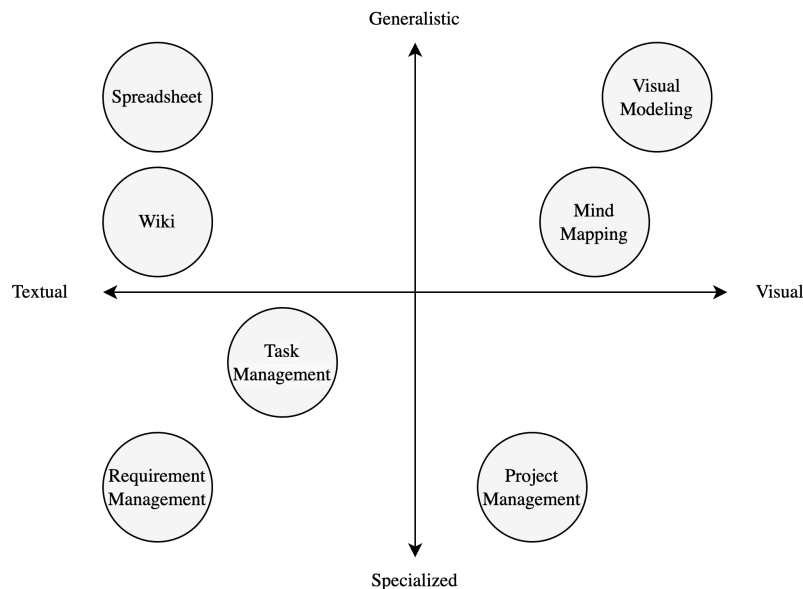 Generalistic
Spreadsheet
Visual
Modeling
Wiki
Mind
Mapping
Textual
Visual
Task
Management
Requirement
Management
Project
Management
Specialized